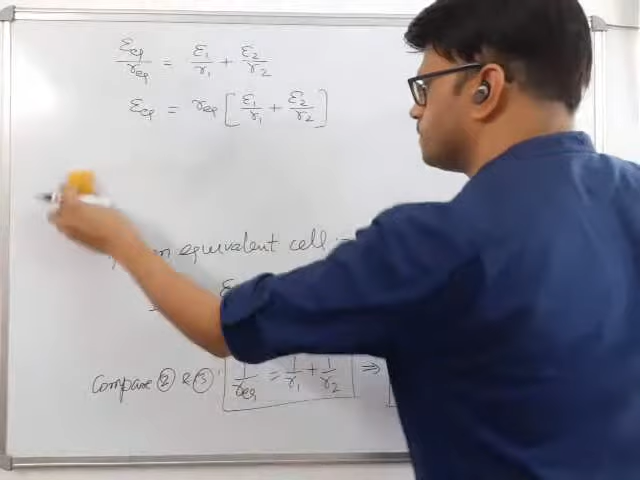 εeq/req = ε1/r1 + ε2/r2
εeq = req [ε1/r1 + ε2/r2]
an equivalent cell :-
Compare ② & ③ 1/req = 1/r1 + 1/r2 ⇒